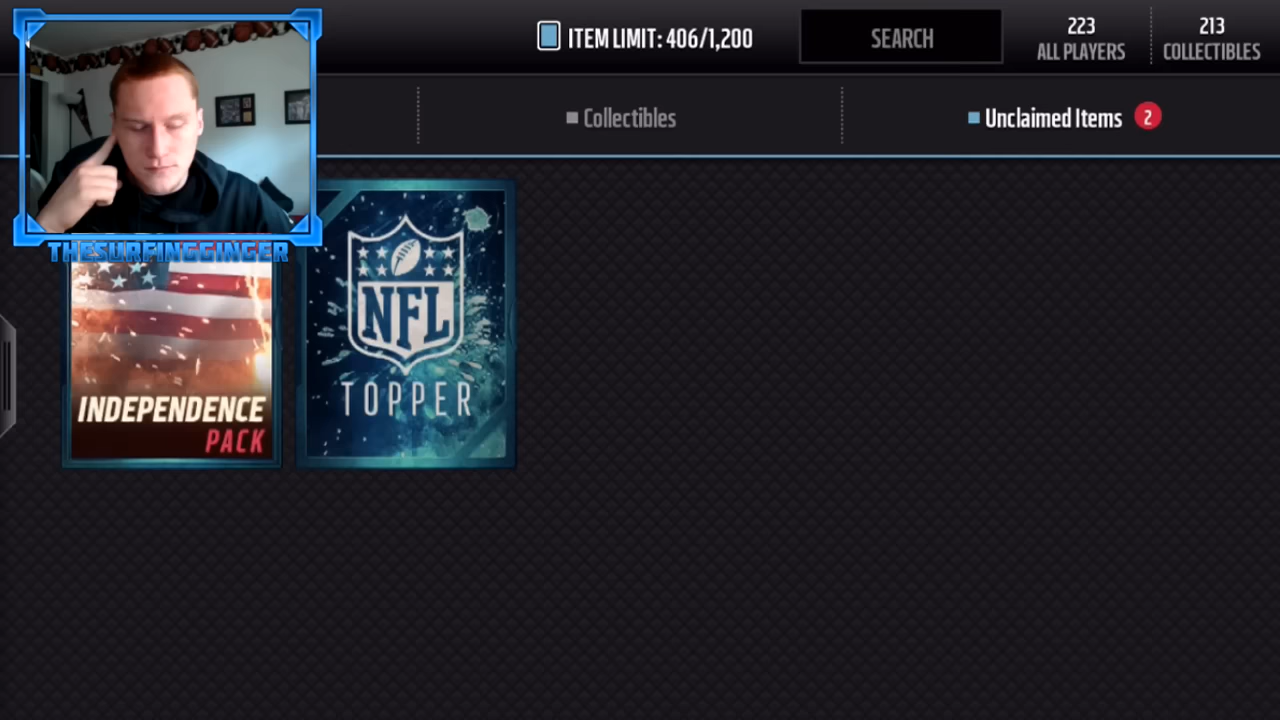 ITEM LIMIT: 406/1,200
SEARCH
223
ALL PLAYERS
213
COLLECTIBLES
Collectibles
Unclaimed Items
2
THESURFINGGINGER
INDEPENDENCE
PACK
NFL
TOPPER